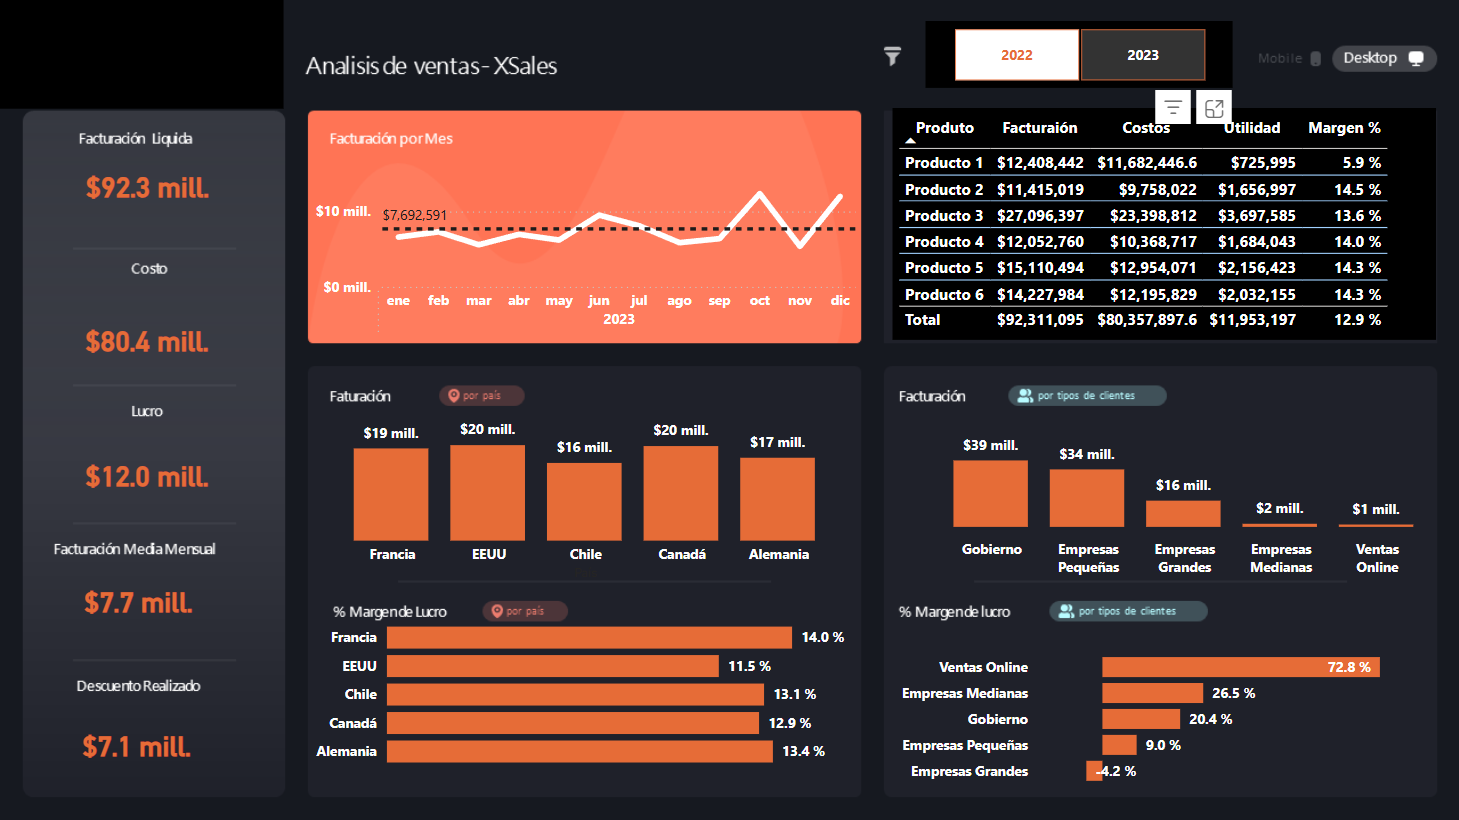 Analisis de ventas - XSales
2022
2023
Mobile
Desktop
Facturación Liquida
$92.3 mill.
Costo
$80.4 mill.
Lucro
$12.0 mill.
Facturación Media Mensual
$7.7 mill.
Descuento Realizado
$7.1 mill.
Facturación por Mes
$10 mill.
$7,692,591
$0 mill.
ene feb mar abr may jun jul ago sep oct nov dic
2023
Produto Facturaión Costos Utilidad Margen %
Producto 1 $12,408,442 $11,682,446.6 $725,995 5.9 %
Producto 2 $11,415,019 $9,758,022 $1,656,997 14.5 %
Producto 3 $27,096,397 $23,398,812 $3,697,585 13.6 %
Producto 4 $12,052,760 $10,368,717 $1,684,043 14.0 %
Producto 5 $15,110,494 $12,954,071 $2,156,423 14.3 %
Producto 6 $14,227,984 $12,195,829 $2,032,155 14.3 %
Total $92,311,095 $80,357,897.6 $11,953,197 12.9 %
Faturación por país
$19 mill. $20 mill. $16 mill. $20 mill. $17 mill.
Francia EEUU Chile Canadá Alemania
% Margen de Lucro por país
Francia 14.0 %
EEUU 11.5 %
Chile 13.1 %
Canadá 12.9 %
Alemania 13.4 %
Facturación por tipos de clientes
$39 mill. $34 mill. $16 mill. $2 mill. $1 mill.
Gobierno Empresas Empresas Empresas Ventas
Pequeñas Grandes Medianas Online
% Margen de lucro por tipos de clientes
Ventas Online 72.8 %
Empresas Medianas 26.5 %
Gobierno 20.4 %
Empresas Pequeñas 9.0 %
Empresas Grandes -4.2 %